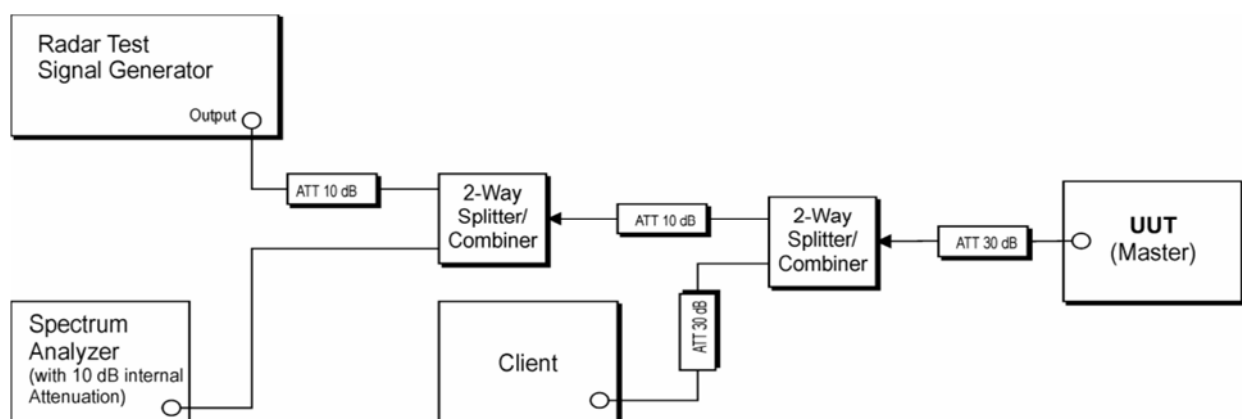 Radar Test
Signal Generator
Output
ATT 10 dB
2-Way
Splitter/
Combiner
ATT 10 dB
2-Way
Splitter/
Combiner
ATT 30 dB
UUT
(Master)
Spectrum
Analyzer
(with 10 dB internal
Attenuation)
Client
ATT 30 dB